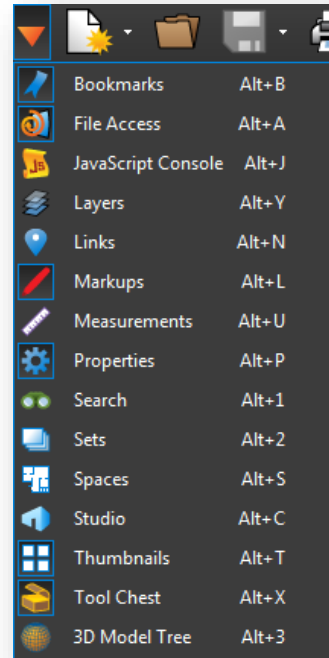 Bookmarks Alt+B
File Access Alt+A
JS JavaScript Console Alt+J
Layers Alt+Y
Links Alt+N
Markups Alt+L
Measurements Alt+U
Properties Alt+P
Search Alt+1
Sets Alt+2
Spaces Alt+S
Studio Alt+C
Thumbnails Alt+T
Tool Chest Alt+X
3D Model Tree Alt+3